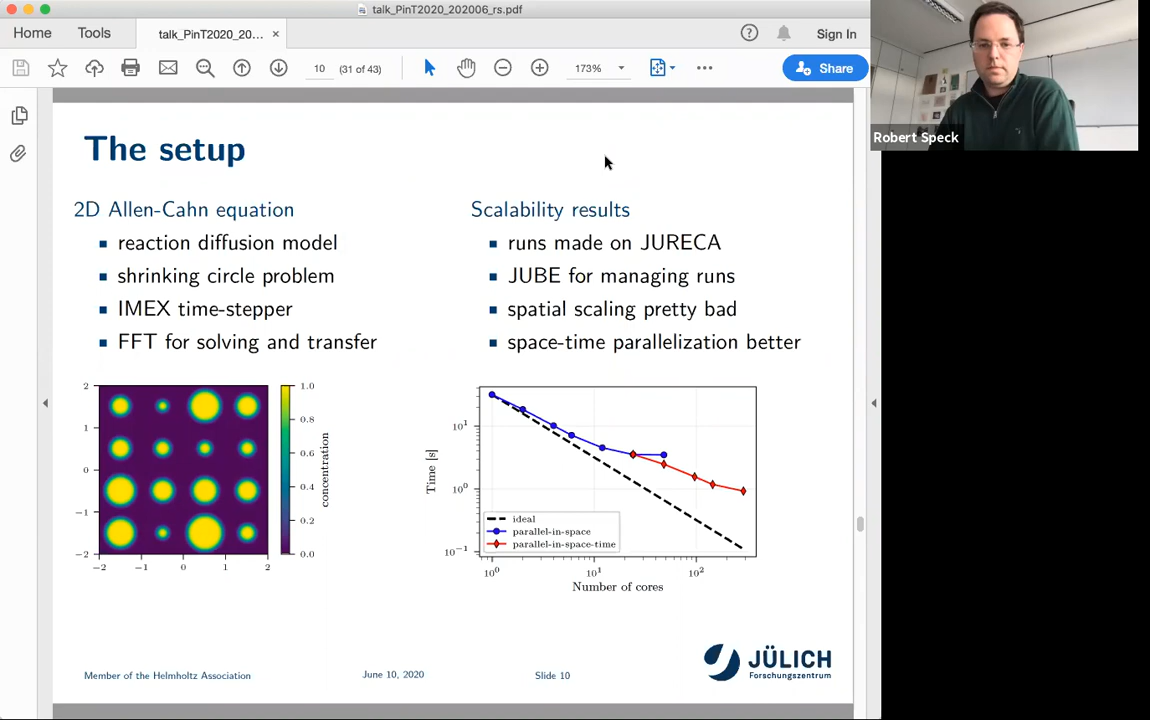 talk_PinT2020_202006_rs.pdf
Home
Tools
talk_PinT2020_20...
×
Sign In
10
(31 of 43)
173%
Share
The setup
2D Allen-Cahn equation
reaction diffusion model
shrinking circle problem
IMEX time-stepper
FFT for solving and transfer
Scalability results
runs made on JURECA
JUBE for managing runs
spatial scaling pretty bad
space-time parallelization better
2
1
0
−1
−2
−2
−1
0
1
2
1.0
0.8
0.6
0.4
0.2
0.0
concentration
10¹
10⁰
10⁻¹
Time [s]
ideal
parallel-in-space
parallel-in-space-time
10⁰
10¹
10²
Number of cores
Member of the Helmholtz Association
June 10, 2020
Slide 10
JÜLICH
Forschungszentrum
Robert Speck